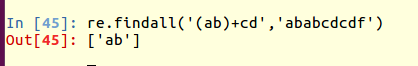 In [45]: re.findall('(ab)+cd','ababcdcdf')
Out[45]: ['ab']